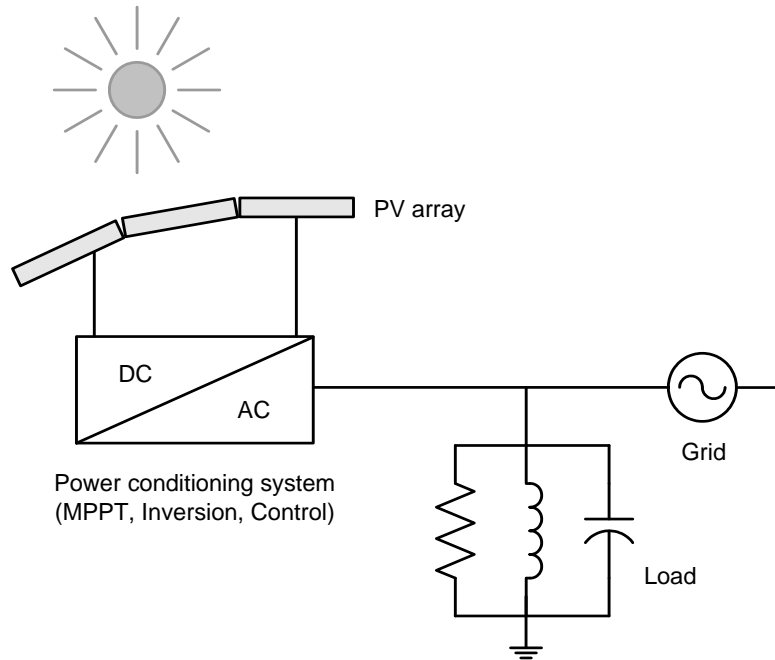 PV array
DC
AC
Grid
Power conditioning system
(MPPT, Inversion, Control)
Load